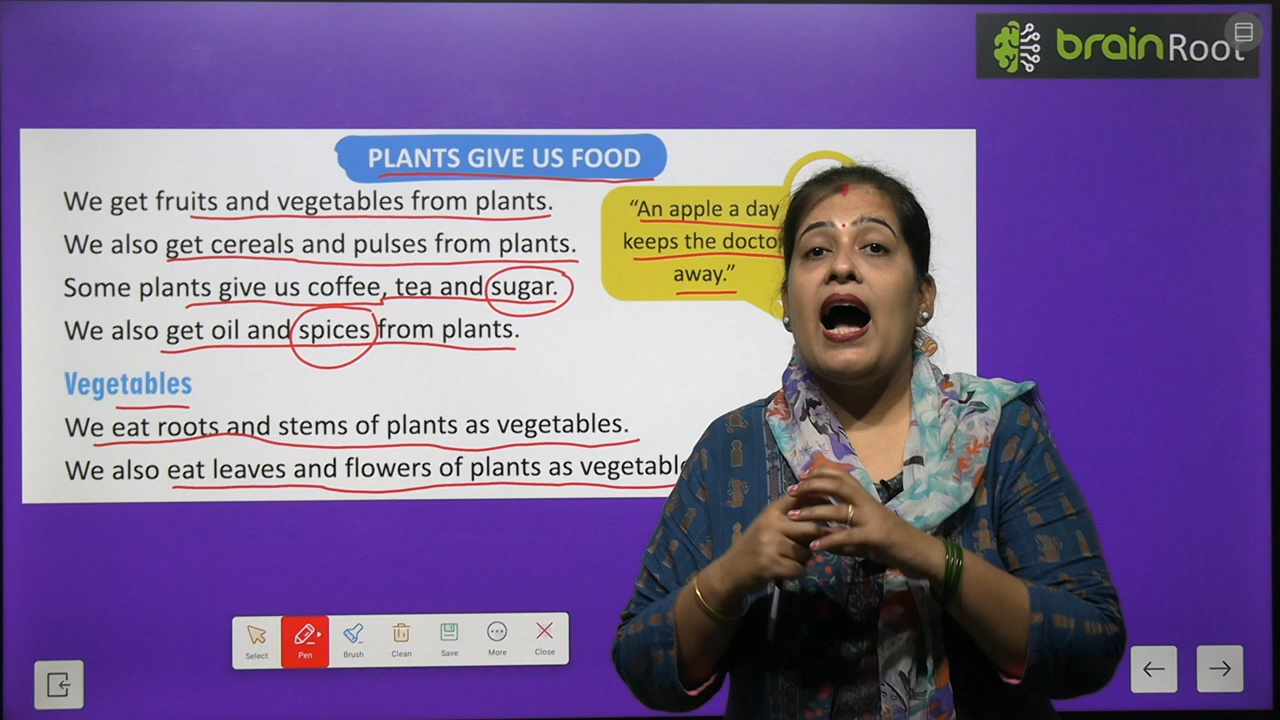 brainRoot
PLANTS GIVE US FOOD
We get fruits and vegetables from plants.
We also get cereals and pulses from plants.
Some plants give us coffee, tea and sugar.
We also get oil and spices from plants.
“An apple a day
keeps the
away.”
Vegetables
We eat roots and stems of plants as vegetables.
We also eat leaves and flowers of plants as
Select
Pen
Brush
Clean
Save
More
Close